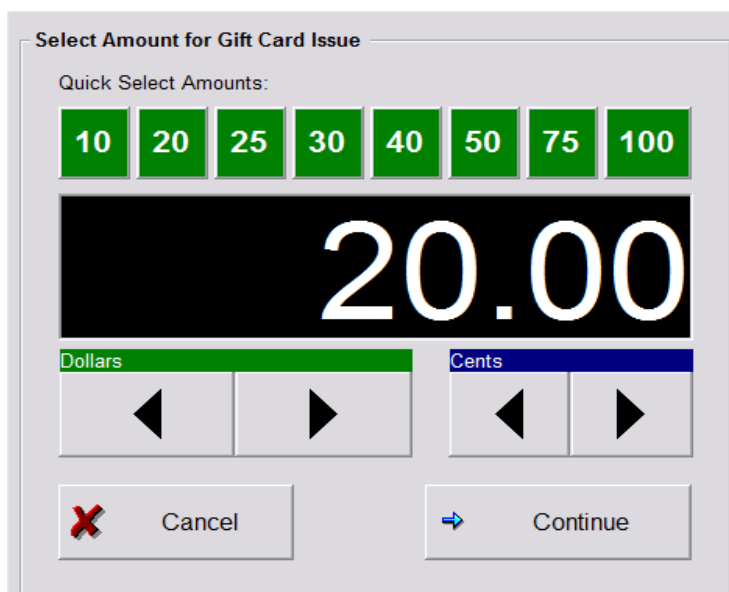 Select Amount for Gift Card Issue
Quick Select Amounts:
10 20 25 30 40 50 75 100
20.00
Dollars Cents
Cancel Continue